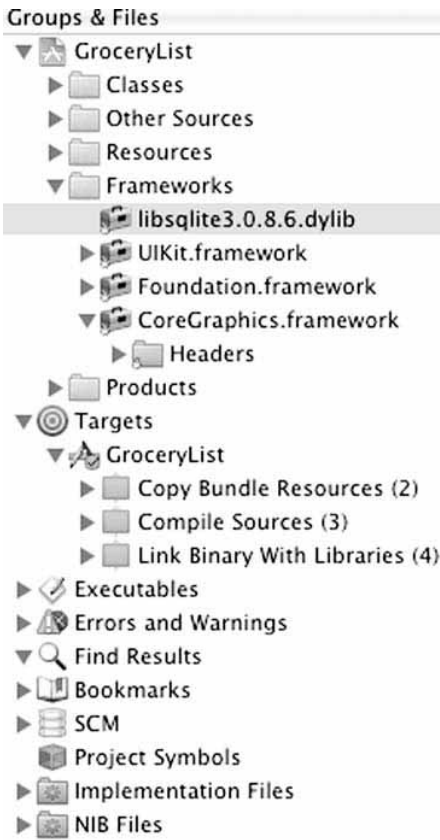 Groups & Files
GroceryList
Classes
Other Sources
Resources
Frameworks
libsqlite3.0.8.6.dylib
UIKit.framework
Foundation.framework
CoreGraphics.framework
Headers
Products
Targets
GroceryList
Copy Bundle Resources (2)
Compile Sources (3)
Link Binary With Libraries (4)
Executables
Errors and Warnings
Find Results
Bookmarks
SCM
Project Symbols
Implementation Files
NIB Files